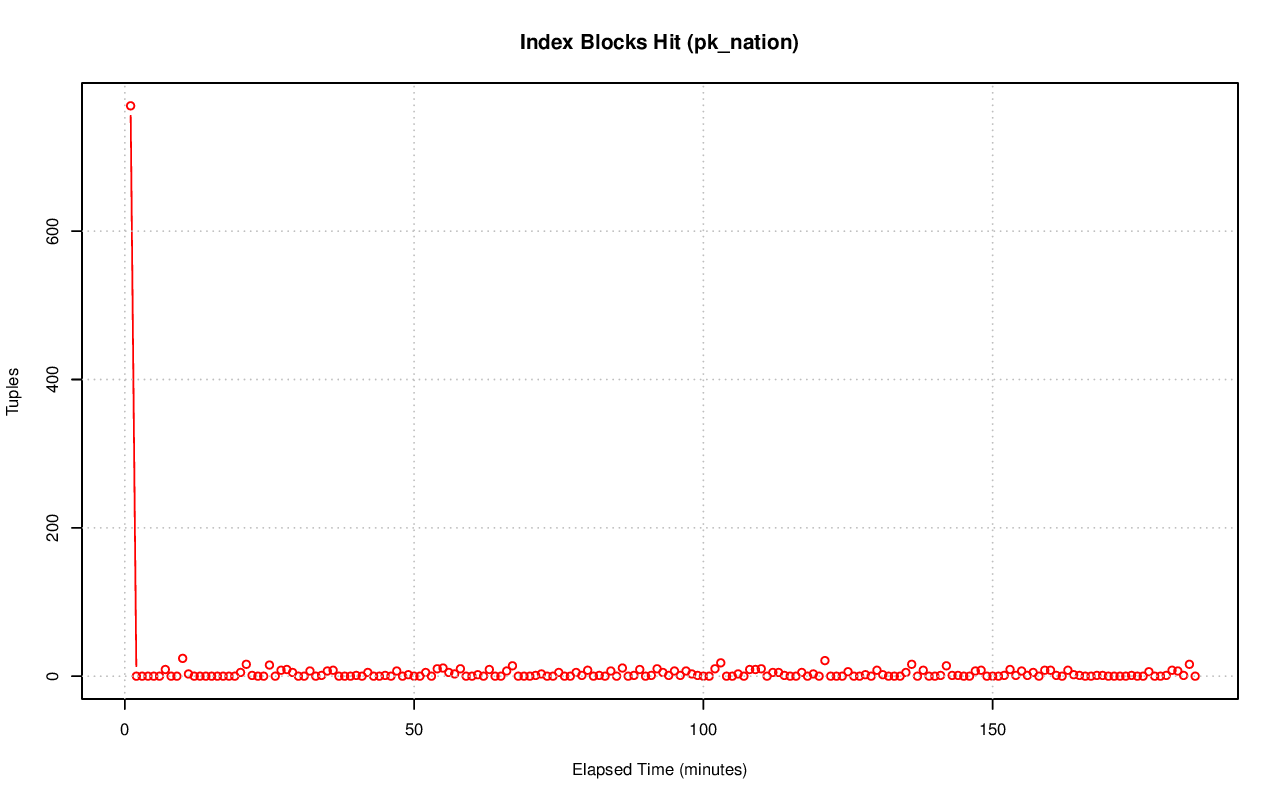 Index Blocks Hit (pk_nation)
Tuples
600
400
200
0
0 50 100 150
Elapsed Time (minutes)